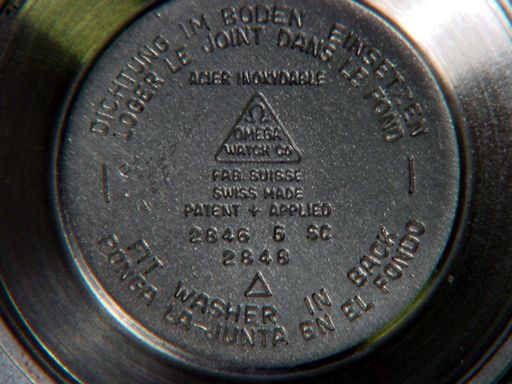 DICHTUNG IM BODEN EINSETZEN
LOGER LE JOINT DANS LE FOND
ACIER INOXYDABLE
Ω
OMEGA
WATCH Co
FAB. SUISSE
SWISS MADE
PATENT + APPLIED
2846 6 SC
2848
FIT WASHER IN BACK
PONGA LA-JUNTA EN EL FONDO